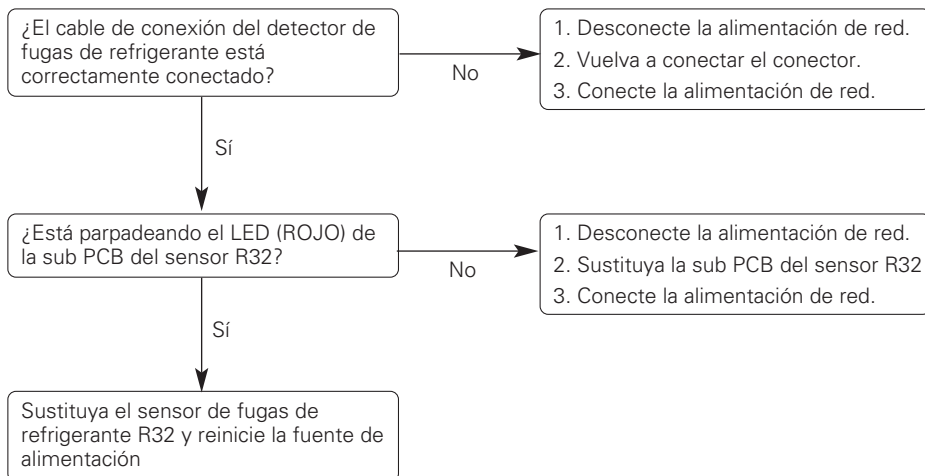 ¿El cable de conexión del detector de
fugas de refrigerante está
correctamente conectado?
No
1. Desconecte la alimentación de red.
2. Vuelva a conectar el conector.
3. Conecte la alimentación de red.
Sí
¿Está parpadeando el LED (ROJO) de
la sub PCB del sensor R32?
No
1. Desconecte la alimentación de red.
2. Sustituya la sub PCB del sensor R32
3. Conecte la alimentación de red.
Sí
Sustituya el sensor de fugas de
refrigerante R32 y reinicie la fuente de
alimentación